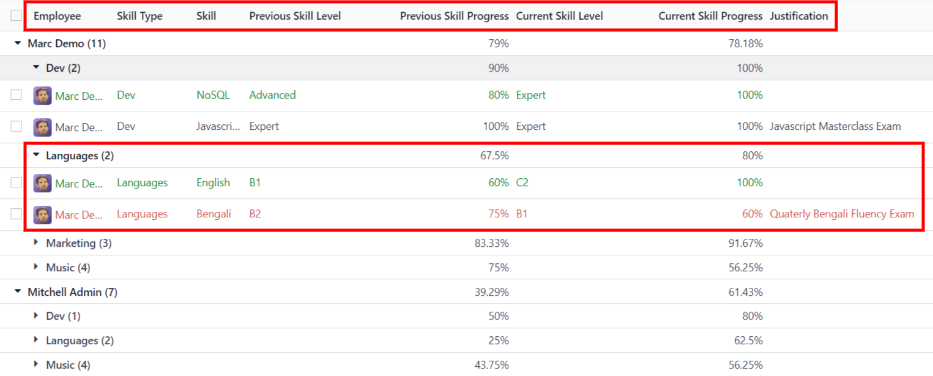 Employee Skill Type Skill Previous Skill Level Previous Skill Progress Current Skill Level Current Skill Progress Justification
Marc Demo (11) 79% 78.18%
Dev (2) 90% 100%
Marc De... Dev NoSQL Advanced 80% Expert 100%
Marc De... Dev Javascri... Expert 100% Expert 100% Javascript Masterclass Exam
Languages (2) 67.5% 80%
Marc De... Languages English B1 60% C2 100%
Marc De... Languages Bengali B2 75% B1 60% Quaterly Bengali Fluency Exam
Marketing (3) 83.33% 91.67%
Music (4) 75% 56.25%
Mitchell Admin (7) 39.29% 61.43%
Dev (1) 50% 80%
Languages (2) 25% 62.5%
Music (4) 43.75% 56.25%